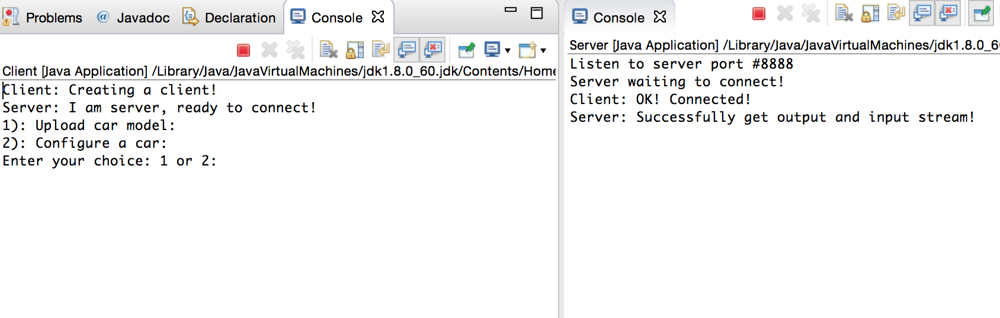 Problems @ Javadoc Declaration Console
Client [Java Application] /Library/Java/JavaVirtualMachines/jdk1.8.0_60.jdk/Contents/Home
Client: Creating a client!
Server: I am server, ready to connect!
1): Upload car model:
2): Configure a car:
Enter your choice: 1 or 2:
Console
Server [Java Application] /Library/Java/JavaVirtualMachines/jdk1.8.0_60
Listen to server port #8888
Server waiting to connect!
Client: OK! Connected!
Server: Successfully get output and input stream!